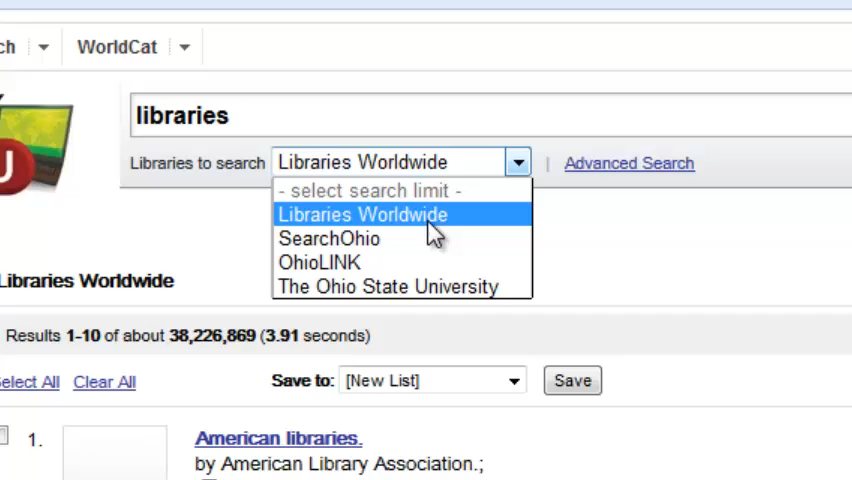 ch WorldCat
libraries
Libraries to search Libraries Worldwide | Advanced Search
- select search limit -
Libraries Worldwide
SearchOhio
OhioLINK
The Ohio State University
U
Libraries Worldwide
Results 1-10 of about 38,226,869 (3.91 seconds)
Select All Clear All Save to: [New List] Save
1. American libraries.
by American Library Association.;